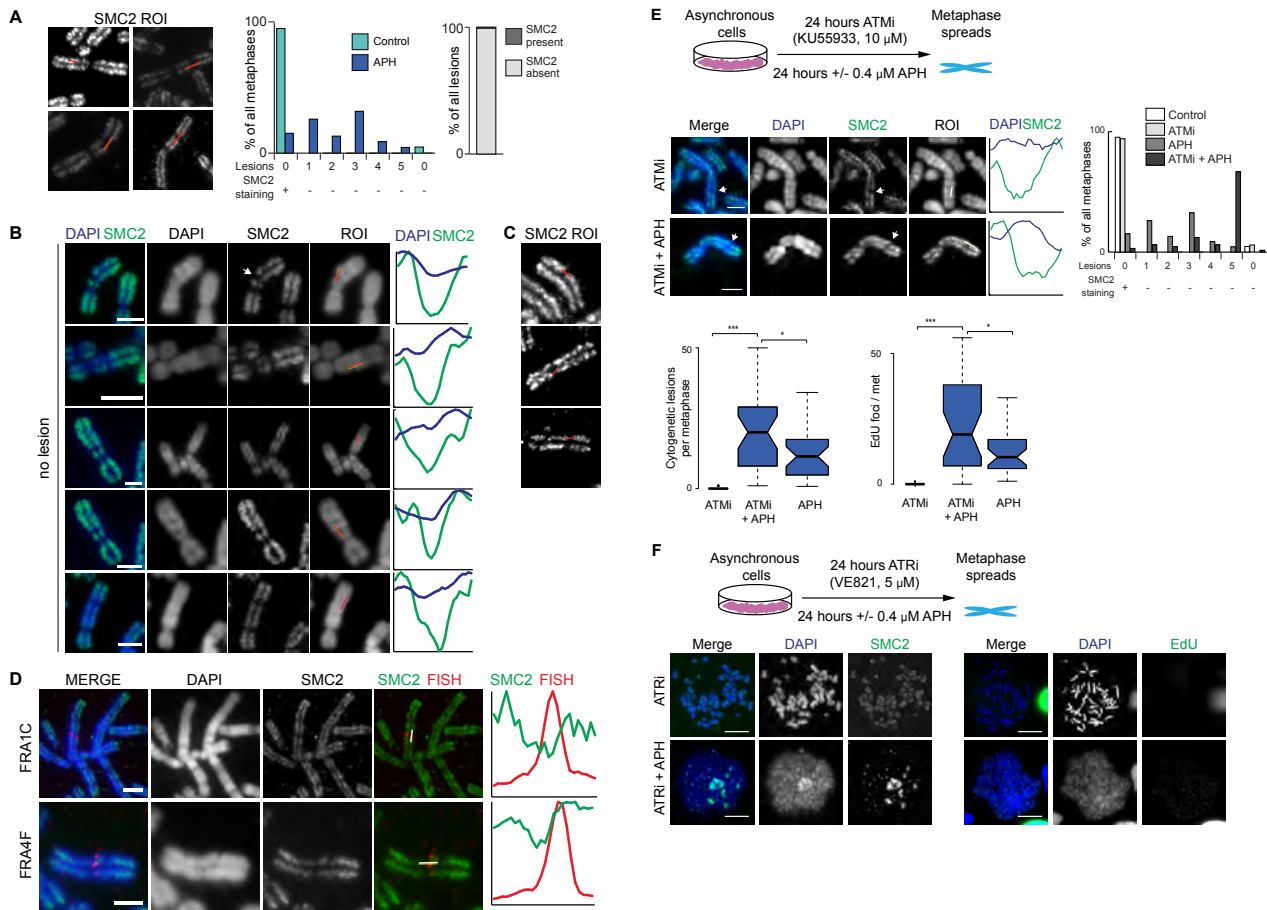 A
SMC2 ROI
% of all metaphases
100
0
Control
APH
Lesions 0 1 2 3 4 5 0
SMC2
staining + - - - - - -
% of all lesions
100
0
SMC2
present
SMC2
absent
B
DAPI SMC2 DAPI SMC2 ROI DAPI SMC2
no lesion
C
SMC2 ROI
D
MERGE DAPI SMC2 SMC2 FISH SMC2 FISH
FRA1C
FRA4F
E
Asynchronous
cells
24 hours ATMi
(KU55933, 10 µM)
24 hours +/- 0.4 µM APH
Metaphase
spreads
Merge DAPI SMC2 ROI DAPISMC2
ATMi
ATMi + APH
Control
ATMi
APH
ATMi + APH
% of all metaphases
100
0
Lesions 0 1 2 3 4 5 0
SMC2
staining + - - - - - -
Cytogenetic lesions
per metaphase
50
0
*** *
ATMi ATMi
+ APH APH
EdU foci / met
50
0
*** *
ATMi ATMi
+ APH APH
F
Asynchronous
cells
24 hours ATRi
(VE821, 5 µM)
24 hours +/- 0.4 µM APH
Metaphase
spreads
Merge DAPI SMC2 Merge DAPI EdU
ATRi
ATRi + APH